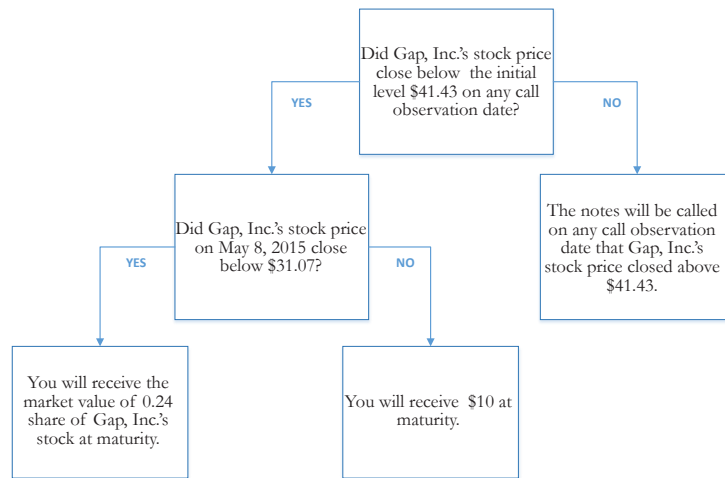 Did Gap, Inc.'s stock price
close below the initial
level $41.43 on any call
observation date?
YES
NO
Did Gap, Inc.'s stock price
on May 8, 2015 close
below $31.07?
The notes will be called
on any call observation
date that Gap, Inc.'s
stock price closed above
$41.43.
YES
NO
You will receive the
market value of 0.24
share of Gap, Inc.'s
stock at maturity.
You will receive $10 at
maturity.